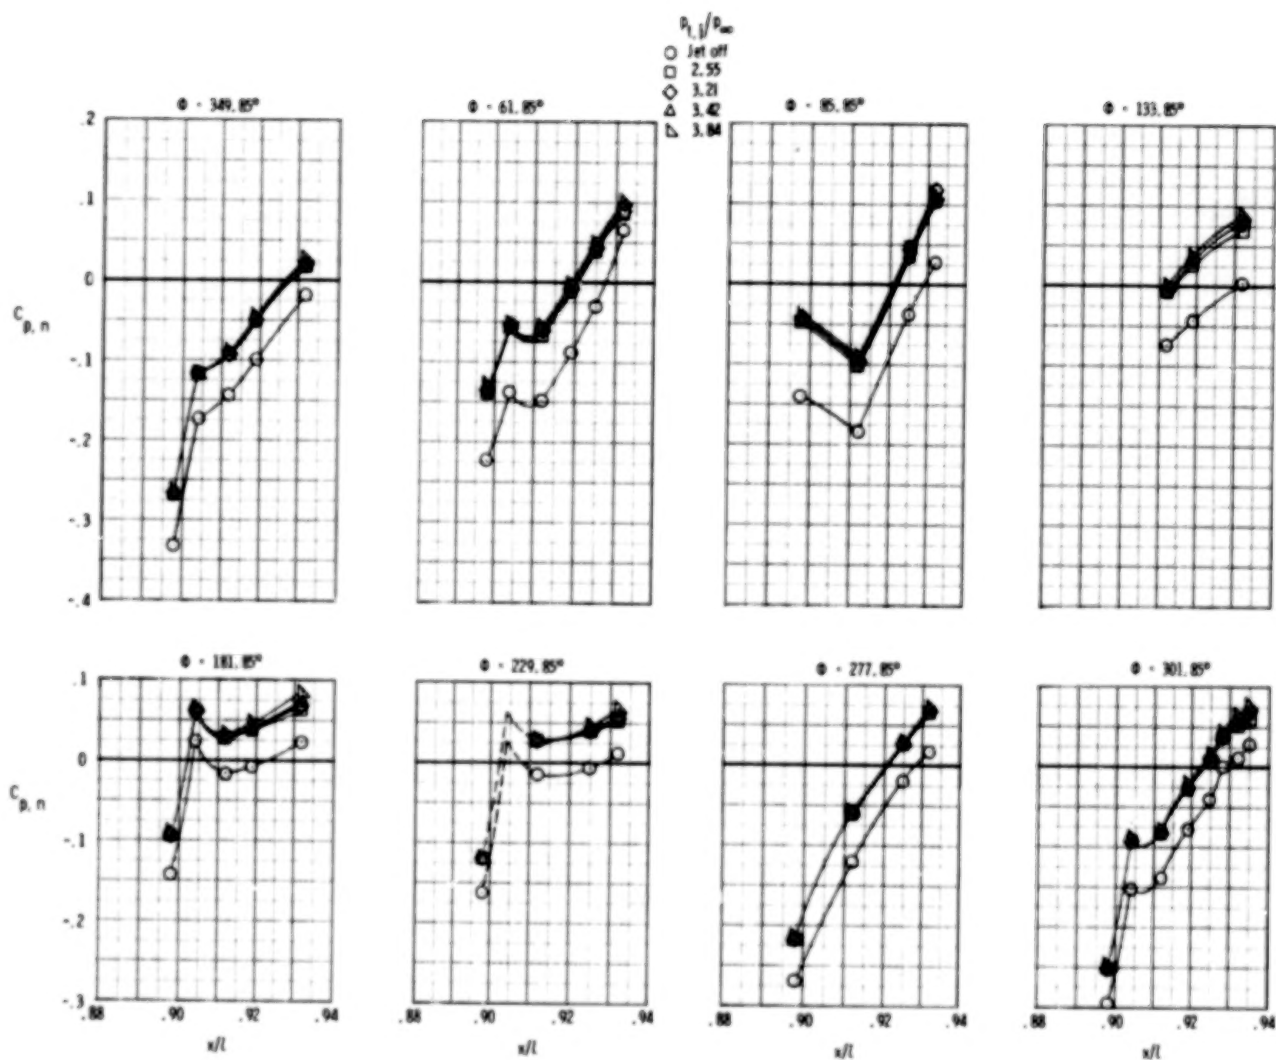 p_t,j/p_∞
Jet off
2.55
3.21
3.42
3.84
Φ - 349.85°
Φ - 61.85°
Φ - 85.85°
Φ - 133.85°
.2
.1
0
C_p,n
-.1
-.2
-.3
-.4
Φ - 181.85°
Φ - 229.85°
Φ - 277.85°
Φ - 301.85°
.1
0
C_p,n
-.1
-.2
-.3
.88 .90 .92 .94 .88 .90 .92 .94 .88 .90 .92 .94 .88 .90 .92 .94
x/l x/l x/l x/l